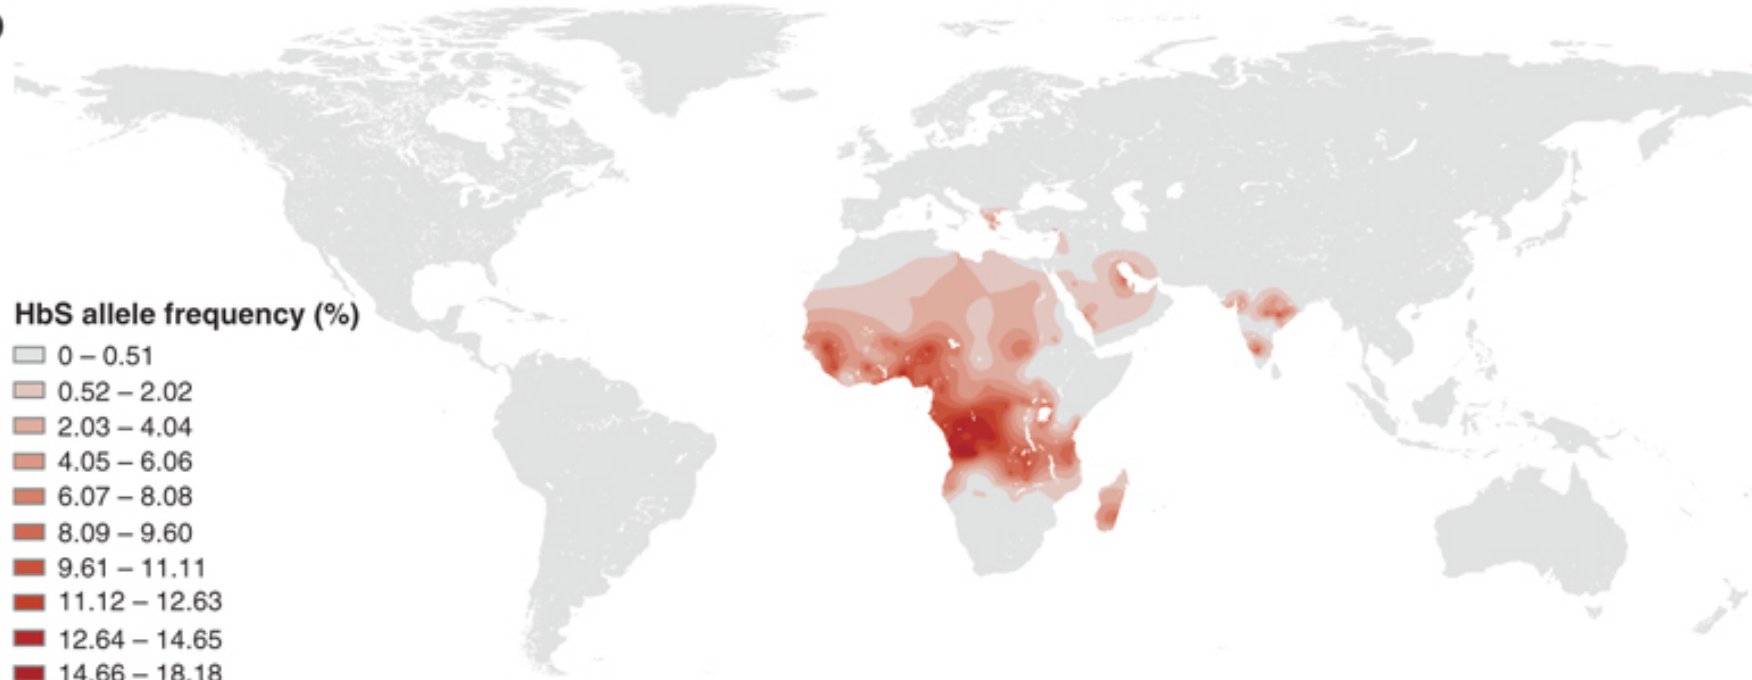 HbS allele frequency (%)
0 – 0.51
0.52 – 2.02
2.03 – 4.04
4.05 – 6.06
6.07 – 8.08
8.09 – 9.60
9.61 – 11.11
11.12 – 12.63
12.64 – 14.65
14.66 – 18.18